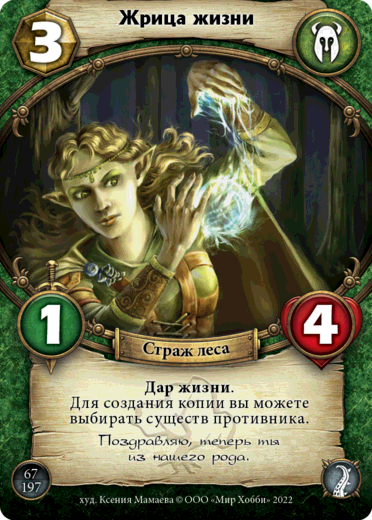 Жрица жизни
3
1
4
Страж леса
Дар жизни.
Для создания копии вы можете
выбирать существ противника.
Поздравляю, теперь ты
из нашего рода.
67
197
худ. Ксения Мамаева © ООО «Мир Хобби» 2022